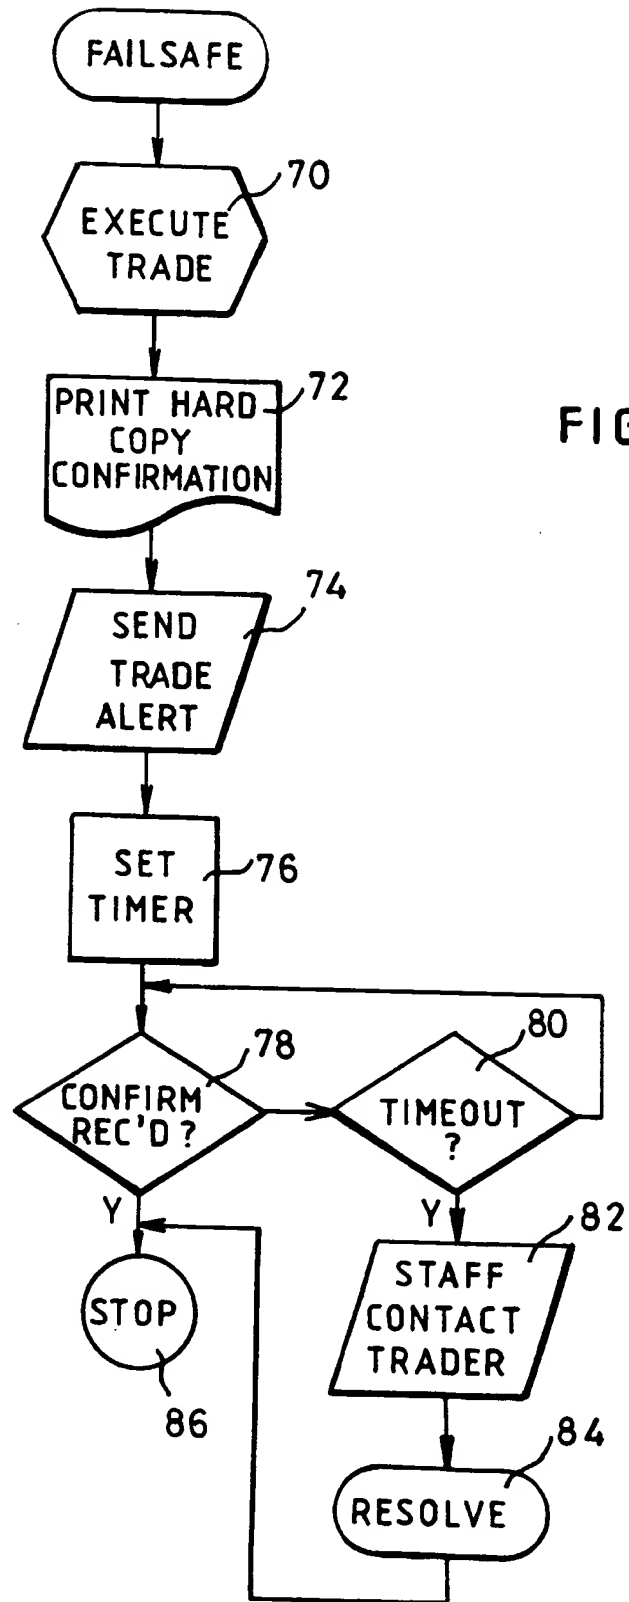 FAILSAFE
70
EXECUTE
TRADE
72
PRINT HARD
COPY
CONFIRMATION
FIG
74
SEND
TRADE
ALERT
76
SET
TIMER
78
CONFIRM
REC'D ?
80
TIMEOUT
?
Y
Y
82
STAFF
CONTACT
TRADER
STOP
86
84
RESOLVE